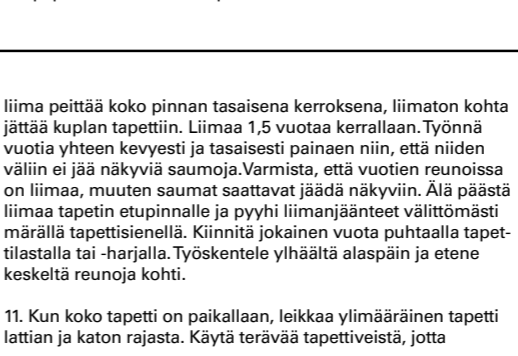 liima peittää koko pinnan tasaisena kerroksena, liimaton kohta
jättää kuplan tapettiin. Liimaa 1,5 vuotaa kerrallaan. Työnnä
vuotia yhteen kevyesti ja tasaisesti painaen niin, että niiden
väliin ei jää näkyviä saumoja. Varmista, että vuotien reunoissa
on liimaa, muuten saumat saattavat jäädä näkyviin. Älä päästä
liimaa tapetin etupinnalle ja pyyhi liimanjäänteet välittömästi
märällä tapettisienellä. Kiinnitä jokainen vuota puhtaalla tapet-
tilastalla tai -harjalla. Työskentele ylhäältä alaspäin ja etene
keskeltä reunoja kohti.
11. Kun koko tapetti on paikallaan, leikkaa ylimääräinen tapetti
lattian ja katon rajasta. Käytä terävää tapettiveistä, jotta